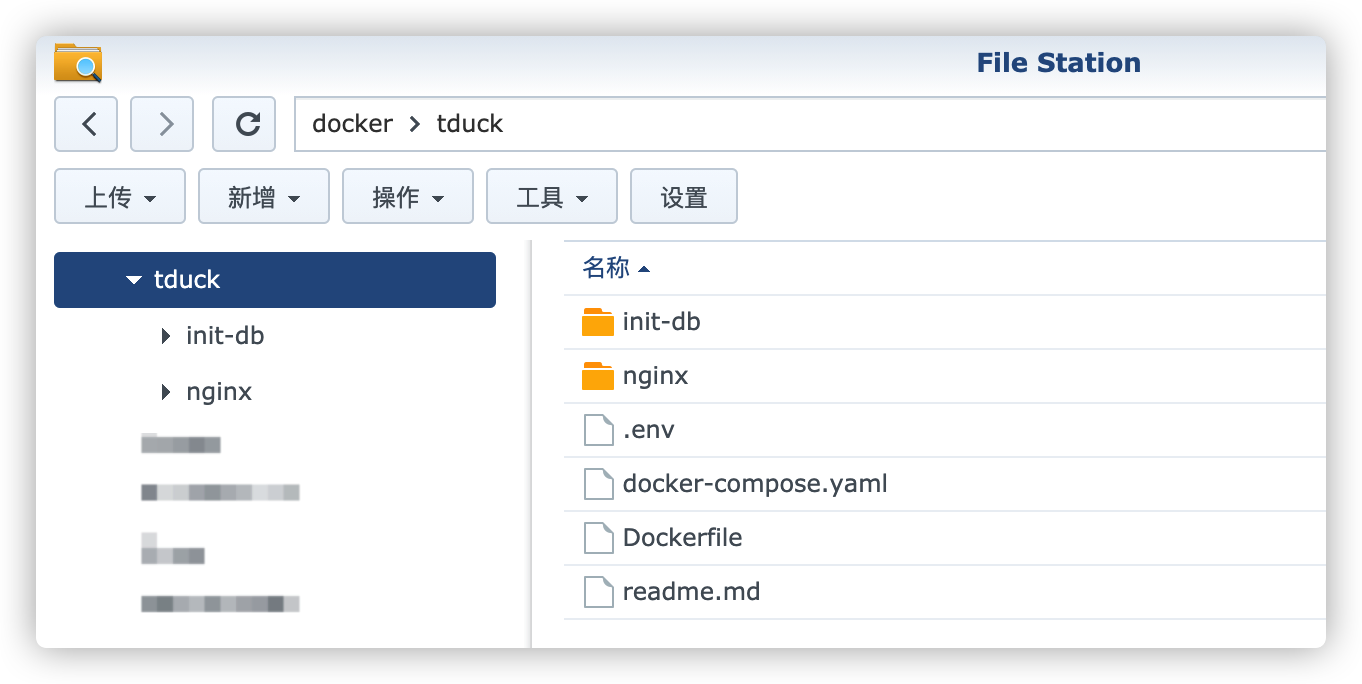 File Station
docker > tduck
上传 新增 操作 工具 设置
tduck
init-db
nginx
名称
init-db
nginx
.env
docker-compose.yaml
Dockerfile
readme.md